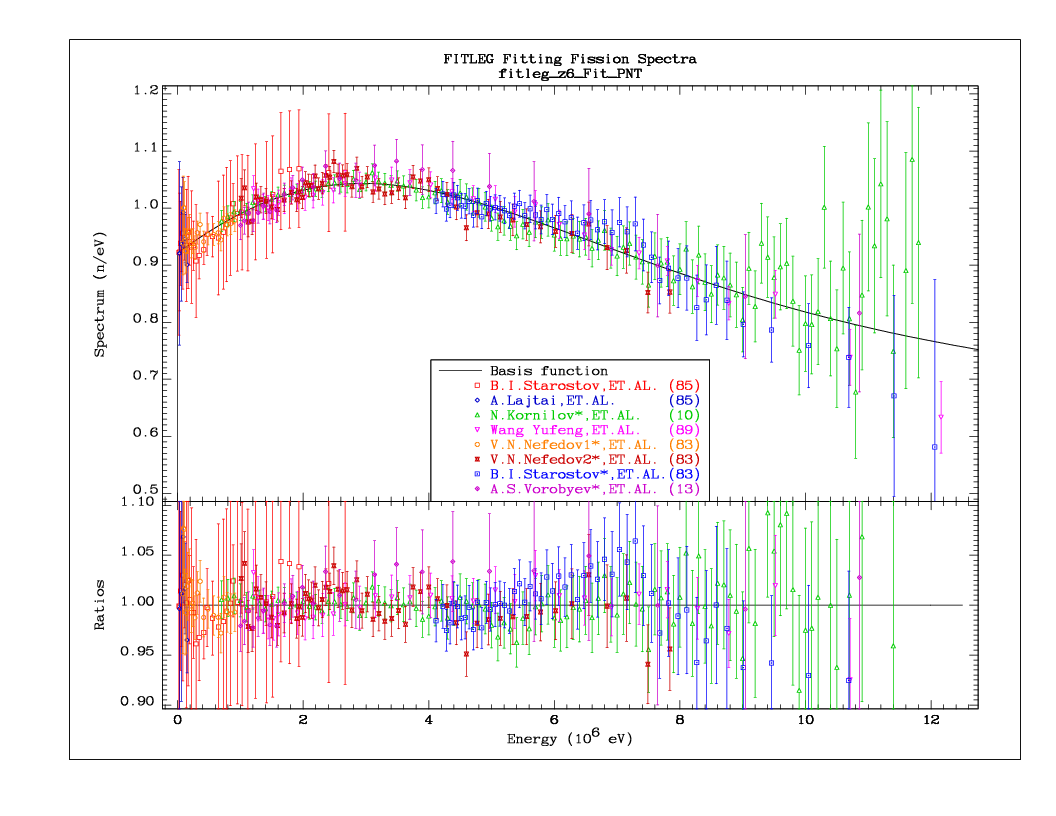 FITLEG Fitting Fission Spectra
fitleg_z6_Fit_PNT
1.2
1.1
1.0
0.9
0.8
0.7
0.6
0.5
Spectrum (n/eV)
Basis function
B.I.Starostov,ET.AL. (85)
A.Lajtai,ET.AL. (85)
N.Kornilov*,ET.AL. (10)
Wang Yufeng,ET.AL. (89)
V.N.Nefedov1*,ET.AL. (83)
V.N.Nefedov2*,ET.AL. (83)
B.I.Starostov*,ET.AL.(83)
A.S.Vorobyev*,ET.AL. (13)
1.10
1.05
1.00
0.95
0.90
Ratios
0 2 4 6 8 10 12
Energy (10⁶ eV)